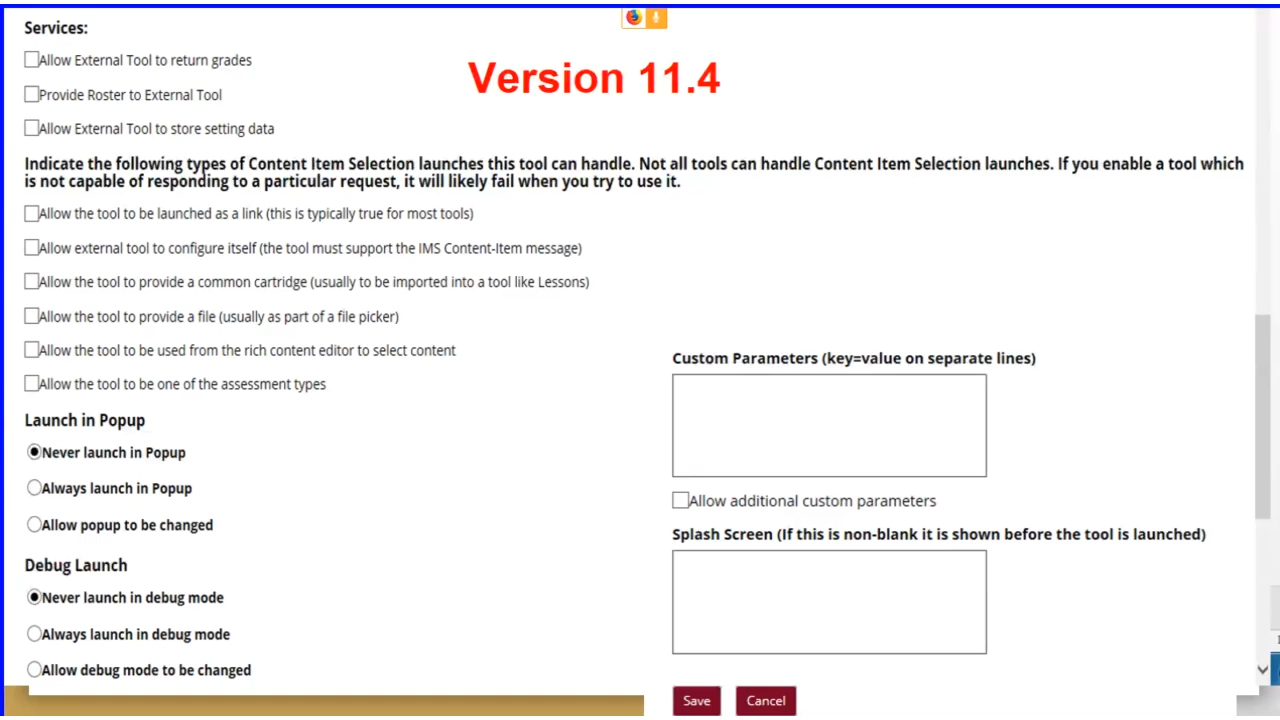 Services:
Allow External Tool to return grades
Provide Roster to External Tool
Allow External Tool to store setting data
Version 11.4
Indicate the following types of Content Item Selection launches this tool can handle. Not all tools can handle Content Item Selection launches. If you enable a tool which
is not capable of responding to a particular request, it will likely fail when you try to use it.
Allow the tool to be launched as a link (this is typically true for most tools)
Allow external tool to configure itself (the tool must support the IMS Content-Item message)
Allow the tool to provide a common cartridge (usually to be imported into a tool like Lessons)
Allow the tool to provide a file (usually as part of a file picker)
Allow the tool to be used from the rich content editor to select content
Allow the tool to be one of the assessment types
Launch in Popup
Never launch in Popup
Always launch in Popup
Allow popup to be changed
Debug Launch
Never launch in debug mode
Always launch in debug mode
Allow debug mode to be changed
Custom Parameters (key=value on separate lines)
Allow additional custom parameters
Splash Screen (If this is non-blank it is shown before the tool is launched)
Save
Cancel